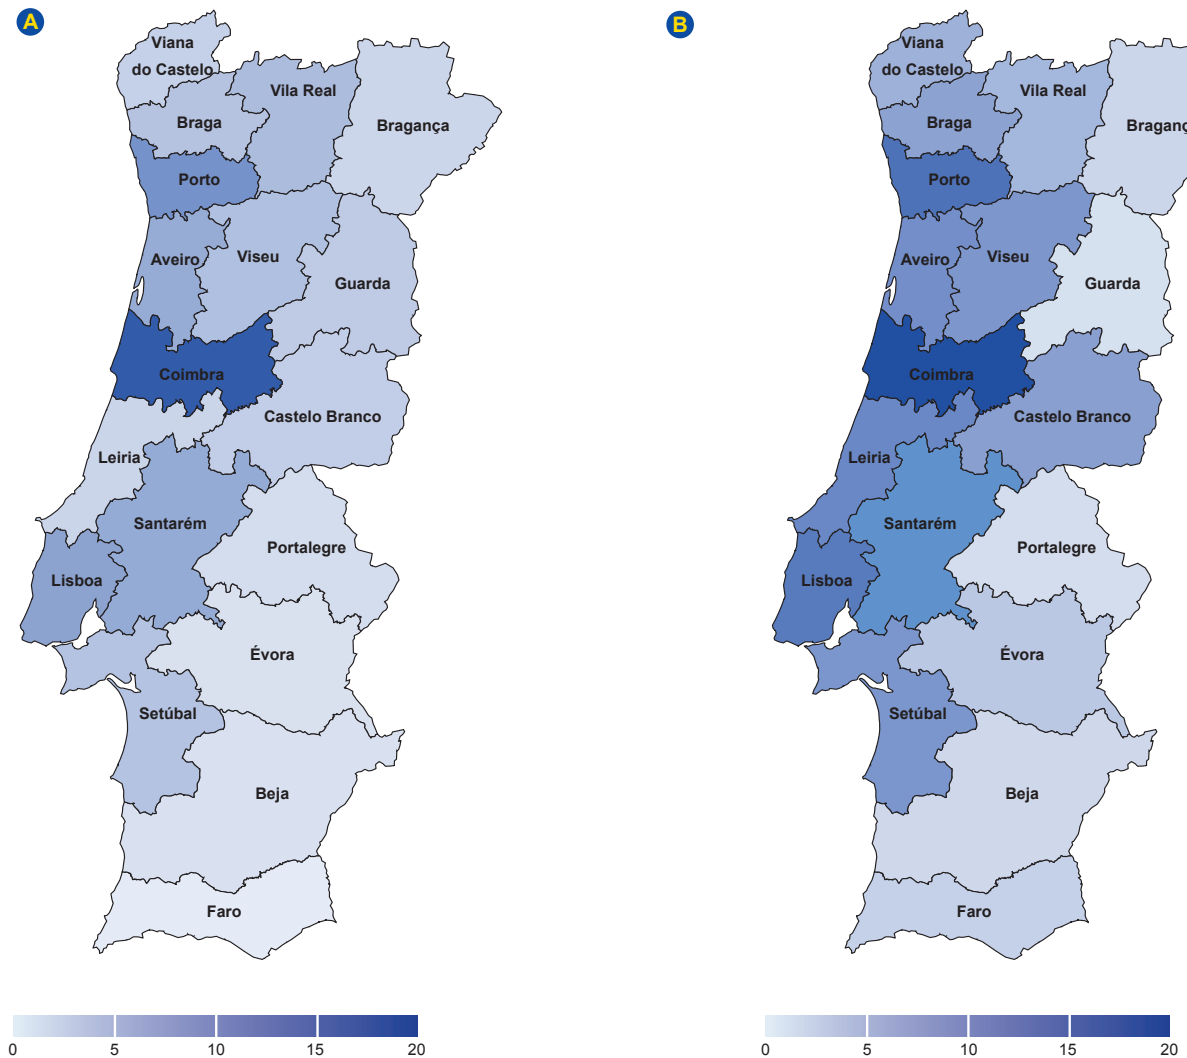 A
Viana
do Castelo
Vila Real
Braga
Bragança
Porto
Aveiro
Viseu
Guarda
Coimbra
Castelo Branco
Leiria
Santarém
Portalegre
Lisboa
Évora
Setúbal
Beja
Faro
0 5 10 15 20
B
Viana
do Castelo
Vila Real
Braga
Braganç
Porto
Aveiro
Viseu
Guarda
Coimbra
Castelo Branco
Leiria
Santarém
Portalegre
Lisboa
Évora
Setúbal
Beja
Faro
0 5 10 15 20